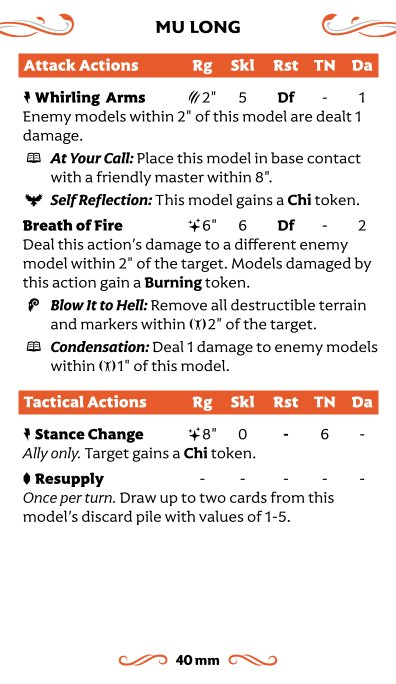 MU LONG
Attack Actions Rg Skl Rst TN Da
Whirling Arms 2" 5 Df - 1
Enemy models within 2" of this model are dealt 1
damage.
At Your Call: Place this model in base contact
with a friendly master within 8".
Self Reflection: This model gains a Chi token.
Breath of Fire 6" 6 Df - 2
Deal this action's damage to a different enemy
model within 2" of the target. Models damaged by
this action gain a Burning token.
Blow It to Hell: Remove all destructible terrain
and markers within 2" of the target.
Condensation: Deal 1 damage to enemy models
within 1" of this model.
Tactical Actions Rg Skl Rst TN Da
Stance Change 8" 0 - 6 -
Ally only. Target gains a Chi token.
Resupply - - - - -
Once per turn. Draw up to two cards from this
model's discard pile with values of 1-5.
40 mm